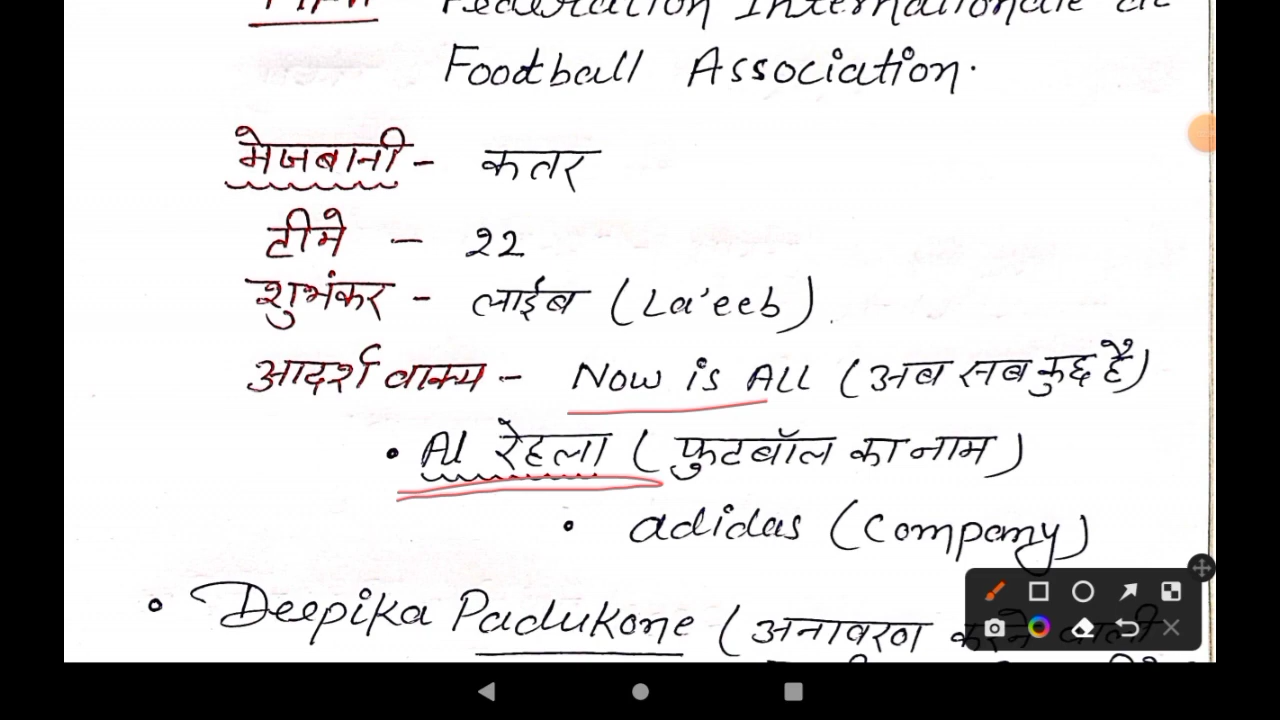 Football Association.
मेजबानी - कतर
टीमे - 22
शुभंकर - लाईब (La'eeb)
आदर्श वाक्य - Now is ALL (अब सब कुछ है)
• Al रेहला (फुटबॉल का नाम)
• adidas (Company)
• Deepika Padukone (अनावरण करने वाली